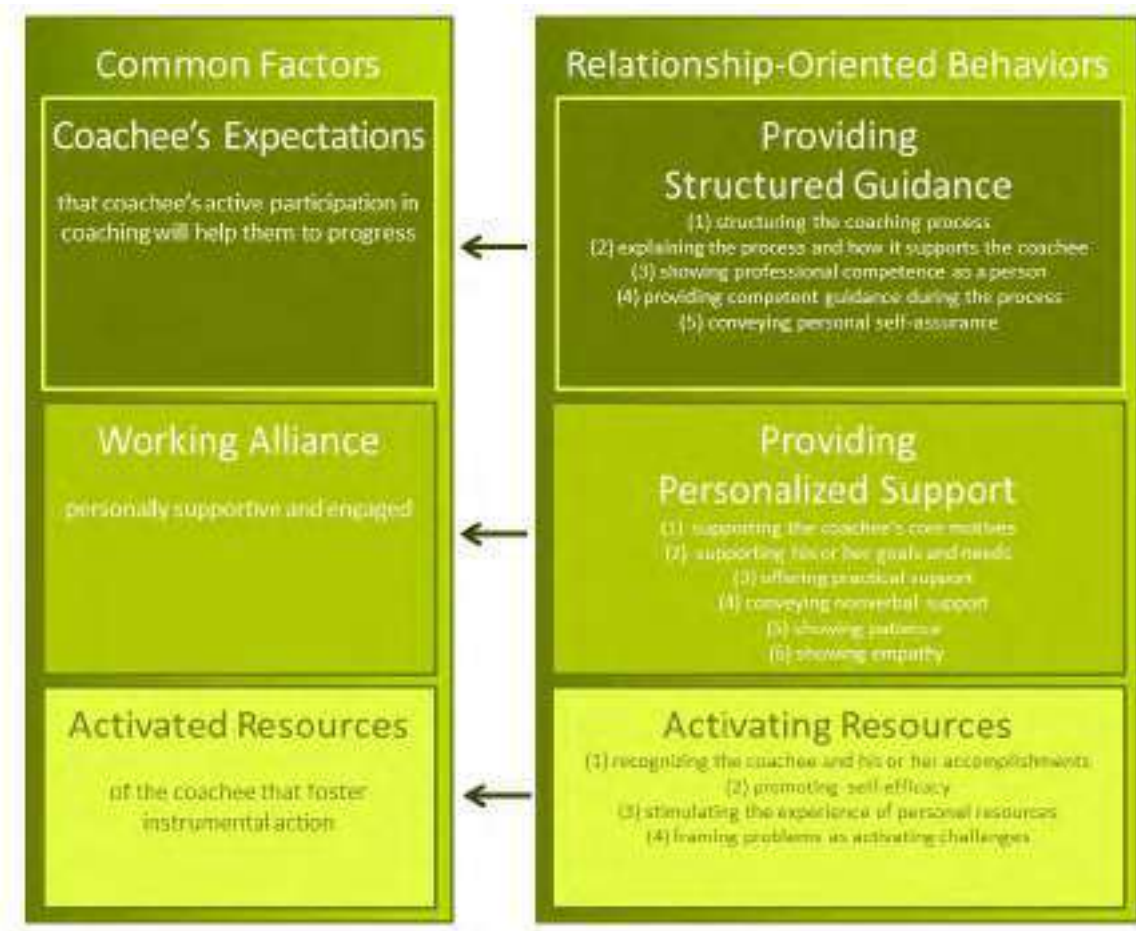 Common Factors
Coachee's Expectations
that coachee's active participation in
coaching will help them to progress
Working Alliance
personally supportive and engaged
Activated Resources
of the coachee that foster
instrumental action
Relationship-Oriented Behaviors
Providing
Structured Guidance
(1) structuring the coaching process
(2) explaining the process and how it supports the coachee
(3) showing professional competence as a person
(4) providing competent guidance during the process
(5) conveying personal self-assurance
Providing
Personalized Support
(1) supporting the coachee's core motives
(2) supporting his or her goals and needs
(3) offering practical support
(4) conveying nonverbal support
(5) showing patience
(6) showing empathy
Activating Resources
(1) recognizing the coachee and his or her accomplishments
(2) promoting self-efficacy
(3) stimulating the experience of personal resources
(4) framing problems as activating challenges